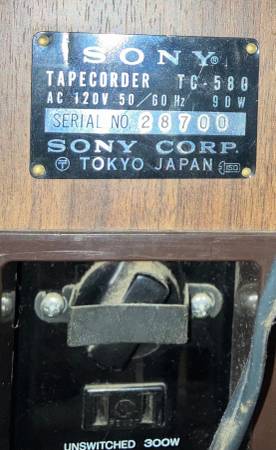 SONY®
TAPECORDER TC-580
AC 120V 50/60Hz 90W
SERIAL NO. 28700
SONY CORP.
TOKYO JAPAN
UNSWITCHED 300W